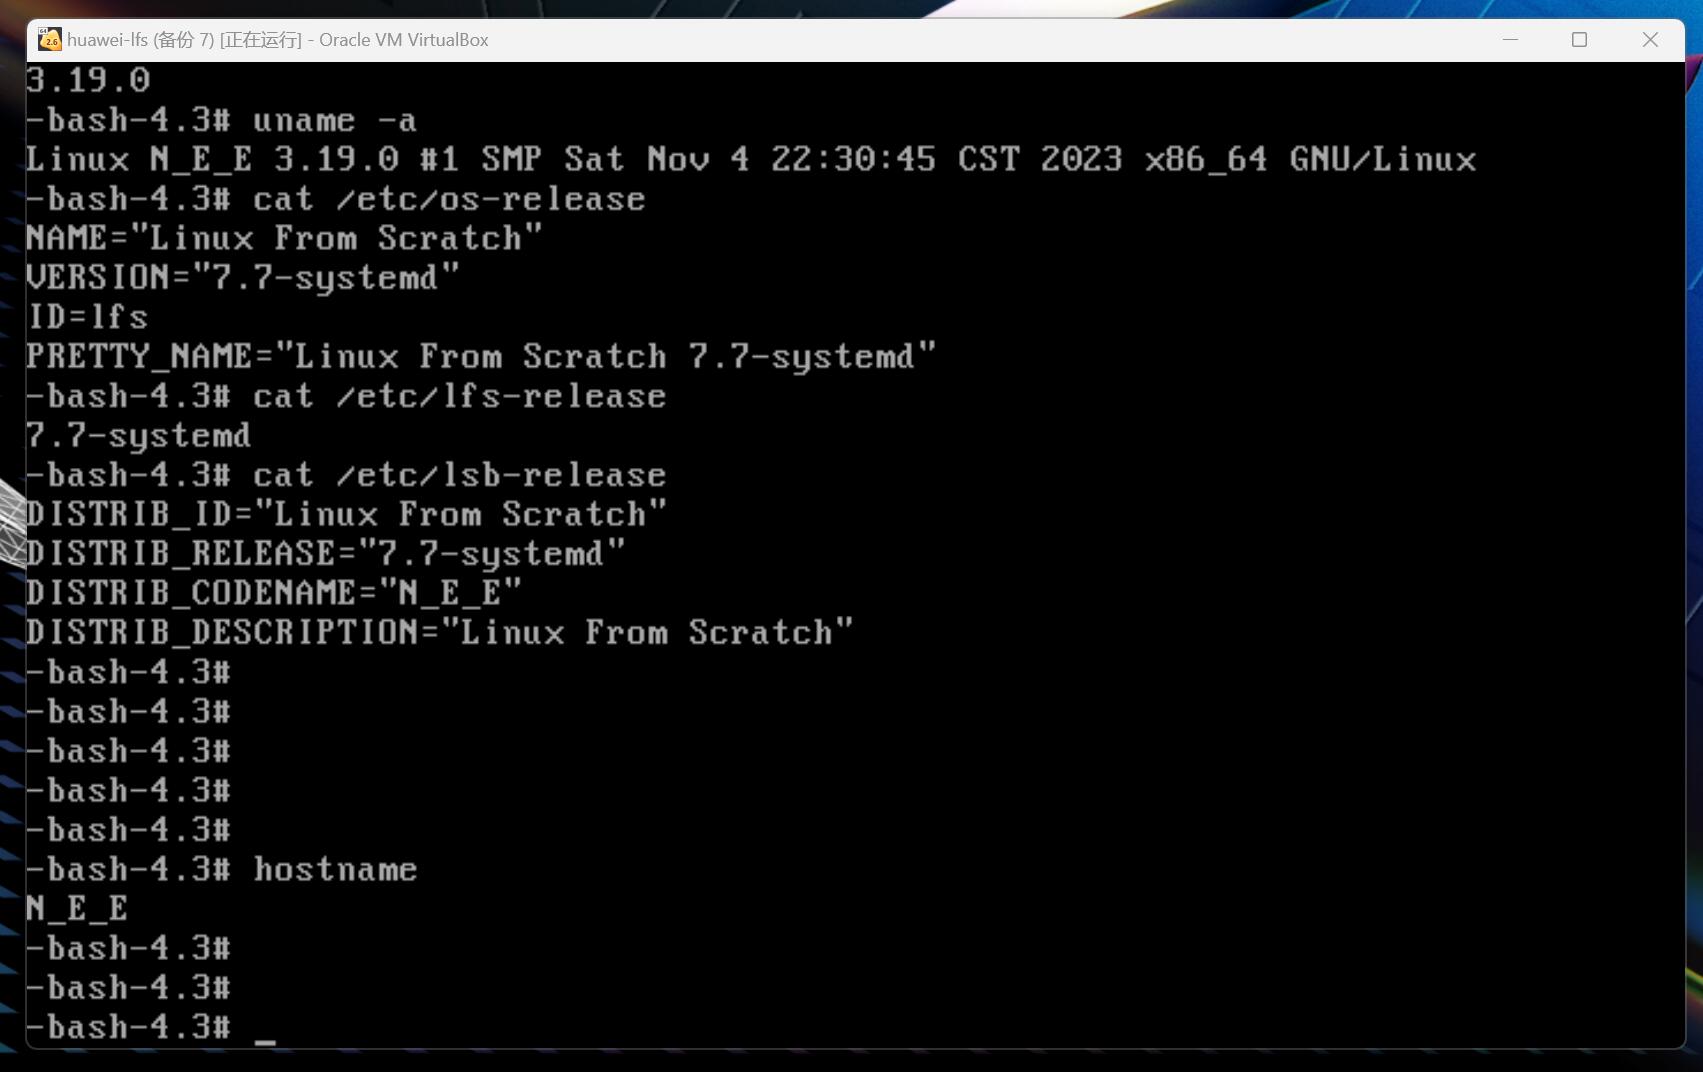 huawei-lfs (备份 7) [正在运行] - Oracle VM VirtualBox
3.19.0
-bash-4.3# uname -a
Linux N_E_E 3.19.0 #1 SMP Sat Nov 4 22:30:45 CST 2023 x86_64 GNU/Linux
-bash-4.3# cat /etc/os-release
NAME="Linux From Scratch"
VERSION="7.7-systemd"
ID=lfs
PRETTY_NAME="Linux From Scratch 7.7-systemd"
-bash-4.3# cat /etc/lfs-release
7.7-systemd
-bash-4.3# cat /etc/lsb-release
DISTRIB_ID="Linux From Scratch"
DISTRIB_RELEASE="7.7-systemd"
DISTRIB_CODENAME="N_E_E"
DISTRIB_DESCRIPTION="Linux From Scratch"
-bash-4.3#
-bash-4.3#
-bash-4.3#
-bash-4.3#
-bash-4.3#
-bash-4.3# hostname
N_E_E
-bash-4.3#
-bash-4.3#
-bash-4.3# _